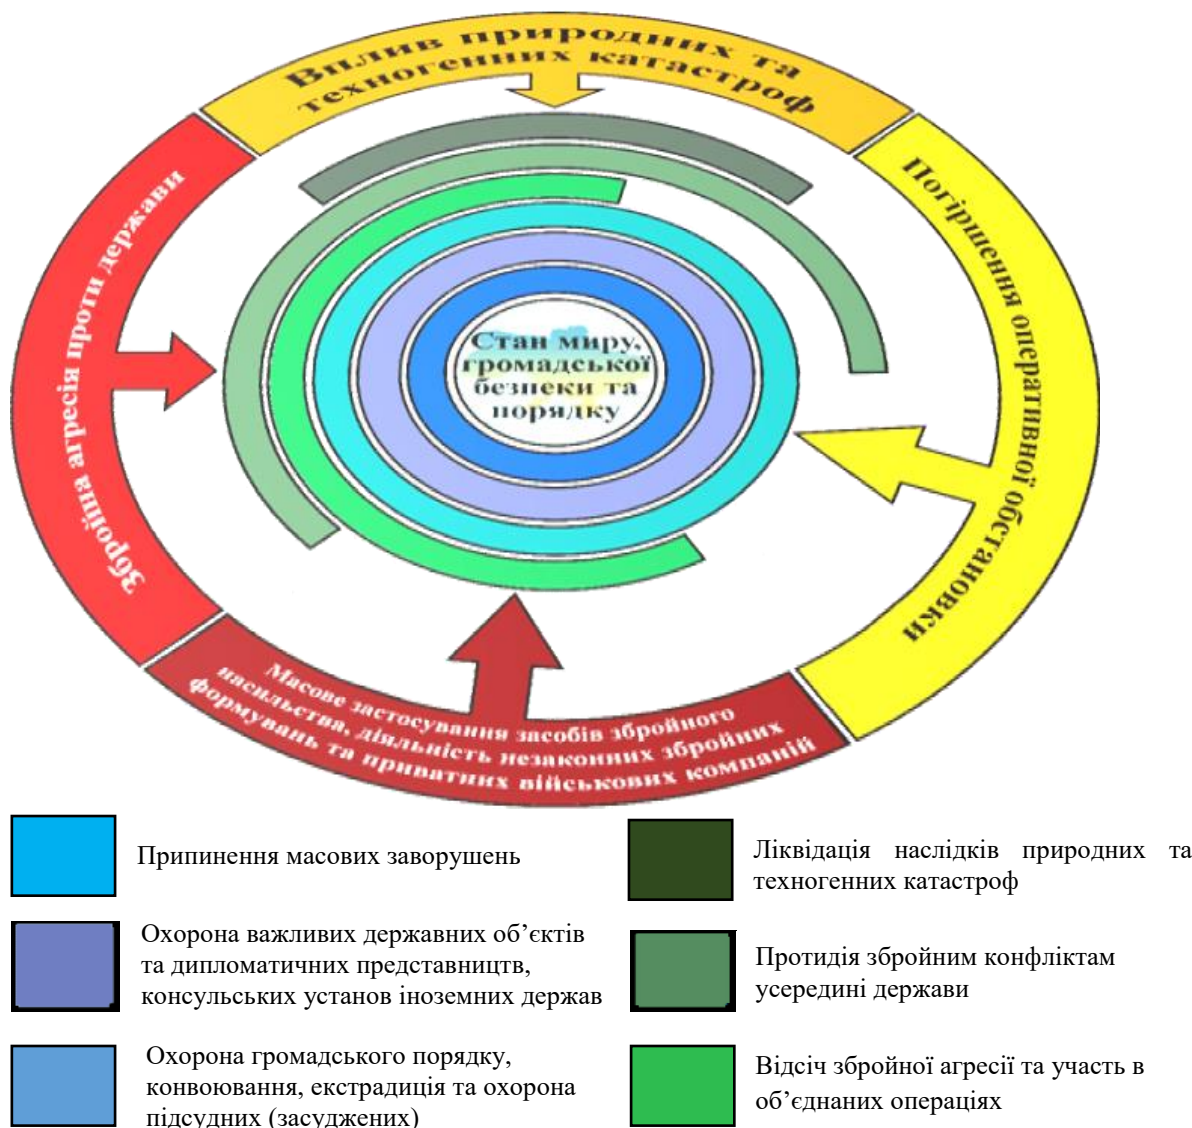 Вплив природних та
техногенних катастроф
Погіршення оперативної обстановки
Збройна агресія проти держави
Стан миру,
громадської
безпеки та
порядку
Масове застосування засобів збройного
насильства, діяльність незаконних збройних
формувань та приватних військових компаній
Припинення масових заворушень
Охорона важливих державних об’єктів
та дипломатичних представництв,
консульських установ іноземних держав
Охорона громадського порядку,
конвоювання, екстрадиція та охорона
підсудних (засуджених)
Ліквідація наслідків природних та
техногенних катастроф
Протидія збройним конфліктам
усередині держави
Відсіч збройної агресії та участь в
об’єднаних операціях